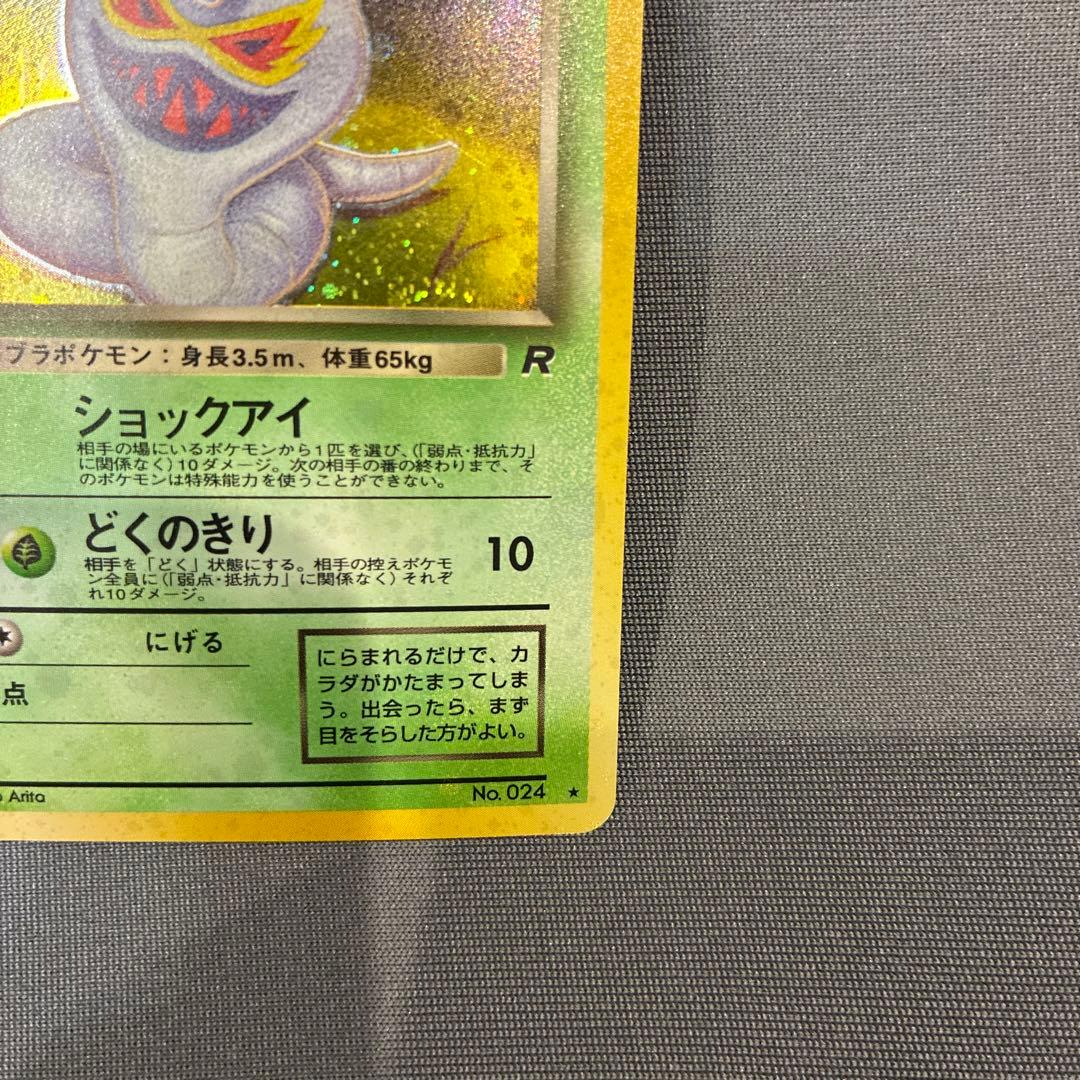 ブラポケモン：身長3.5m、体重65kg R
ショックアイ
相手の場にいるポケモンから1匹を選び、（「弱点・抵抗力」
に関係なく）10ダメージ。次の相手の番の終わりまで、そ
のポケモンは特殊能力を使うことができない。
どくのきり 10
相手を「どく」状態にする。相手の控えポケモ
ン全員に（「弱点・抵抗力」に関係なく）それぞ
れ10ダメージ。
にげる
点
にらまれるだけで、カ
ラダがかたまってしま
う。出会ったら、まず
目をそらした方がよい。
Arita
No. 024 ★